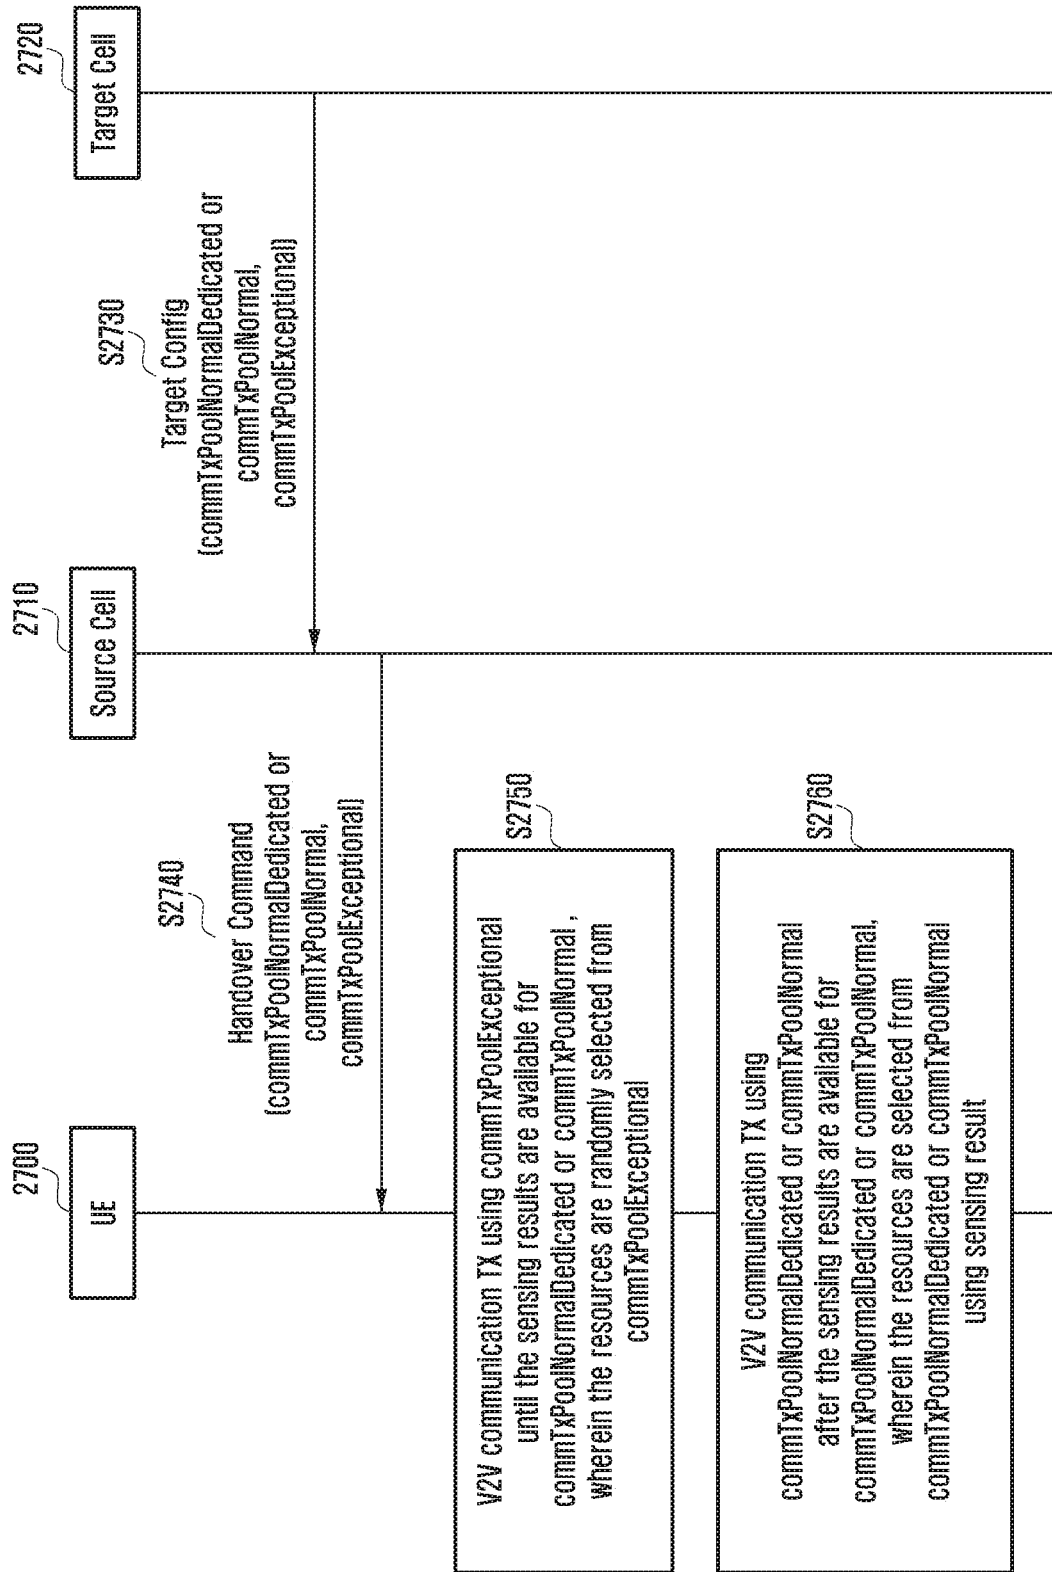 2700
UE
2710
Source Cell
2720
Target Cell
S2730
Target Config
(commTxPoolNormalDedicated or
commTxPoolNormal,
commTxPoolExceptional)
S2740
Handover Command
(commTxPoolNormalDedicated or
commTxPoolNormal,
commTxPoolExceptional)
S2750
V2V communication TX using commTxPoolExceptional
until the sensing results are available for
commTxPoolNormalDedicated or commTxPoolNormal ,
wherein the resources are randomly selected from
commTxPoolExceptional
S2760
V2V communication TX using
commTxPoolNormalDedicated or commTxPoolNormal
after the sensing results are available for
commTxPoolNormalDedicated or commTxPoolNormal,
wherein the resources are selected from
commTxPoolNormalDedicated or commTxPoolNormal
using sensing result